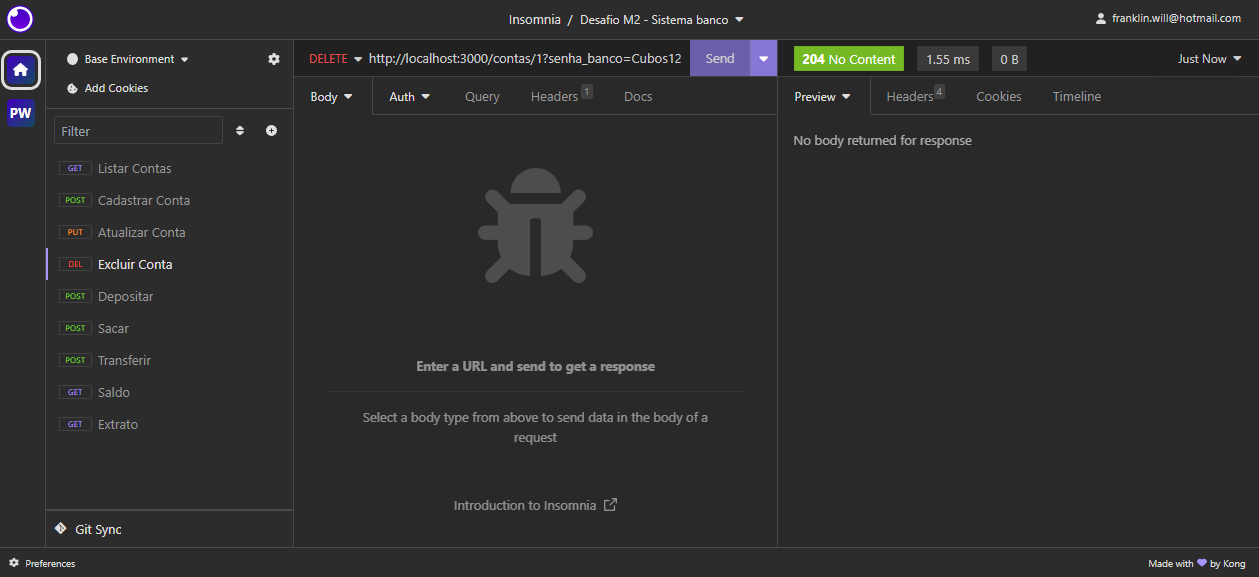 Insomnia / Desafio M2 - Sistema banco
franklin.will@hotmail.com
PW
Base Environment
Add Cookies
Filter
GET Listar Contas
POST Cadastrar Conta
PUT Atualizar Conta
DEL Excluir Conta
POST Depositar
POST Sacar
POST Transferir
GET Saldo
GET Extrato
Git Sync
DELETE http://localhost:3000/contas/1?senha_banco=Cubos12 Send
Body Auth Query Headers 1 Docs
Enter a URL and send to get a response
Select a body type from above to send data in the body of a
request
Introduction to Insomnia
204 No Content 1.55 ms 0 B Just Now
Preview Headers 4 Cookies Timeline
No body returned for response
Preferences
Made with 💜 by Kong